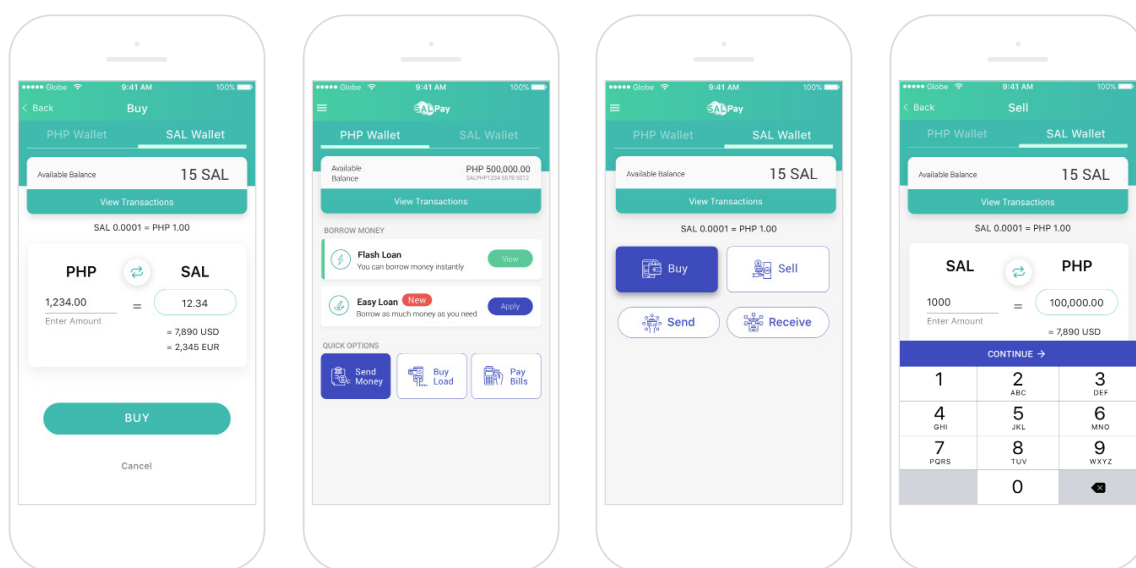 Globe 9:41 AM 100%
Back Buy
PHP Wallet SAL Wallet
Available Balance 15 SAL
View Transactions
SAL 0.0001 = PHP 1.00
PHP SAL
1,234.00 = 12.34
Enter Amount
= 7,890 USD
= 2,345 EUR
BUY
Cancel
Globe 9:41 AM 100%
SALPay
PHP Wallet SAL Wallet
Available
Balance
PHP 500,000.00
SALPHP1234-5678-9012
View Transactions
BORROW MONEY
Flash Loan
You can borrow money instantly
View
Easy Loan New
Borrow as much money as you need
Apply
QUICK OPTIONS
Send
Money
Buy
Load
Pay
Bills
Globe 9:41 AM 100%
SALPay
PHP Wallet SAL Wallet
Available Balance 15 SAL
View Transactions
SAL 0.0001 = PHP 1.00
Buy Sell
Send Receive
Globe 9:41 AM 100%
Back Sell
PHP Wallet SAL Wallet
Available Balance 15 SAL
View Transactions
SAL 0.0001 = PHP 1.00
SAL PHP
1000 = 100,000.00
Enter Amount
= 7,890 USD
CONTINUE →
1 2 3
ABC DEF
4 5 6
GHI JKL MNO
7 8 9
PQRS TUV WXYZ
0